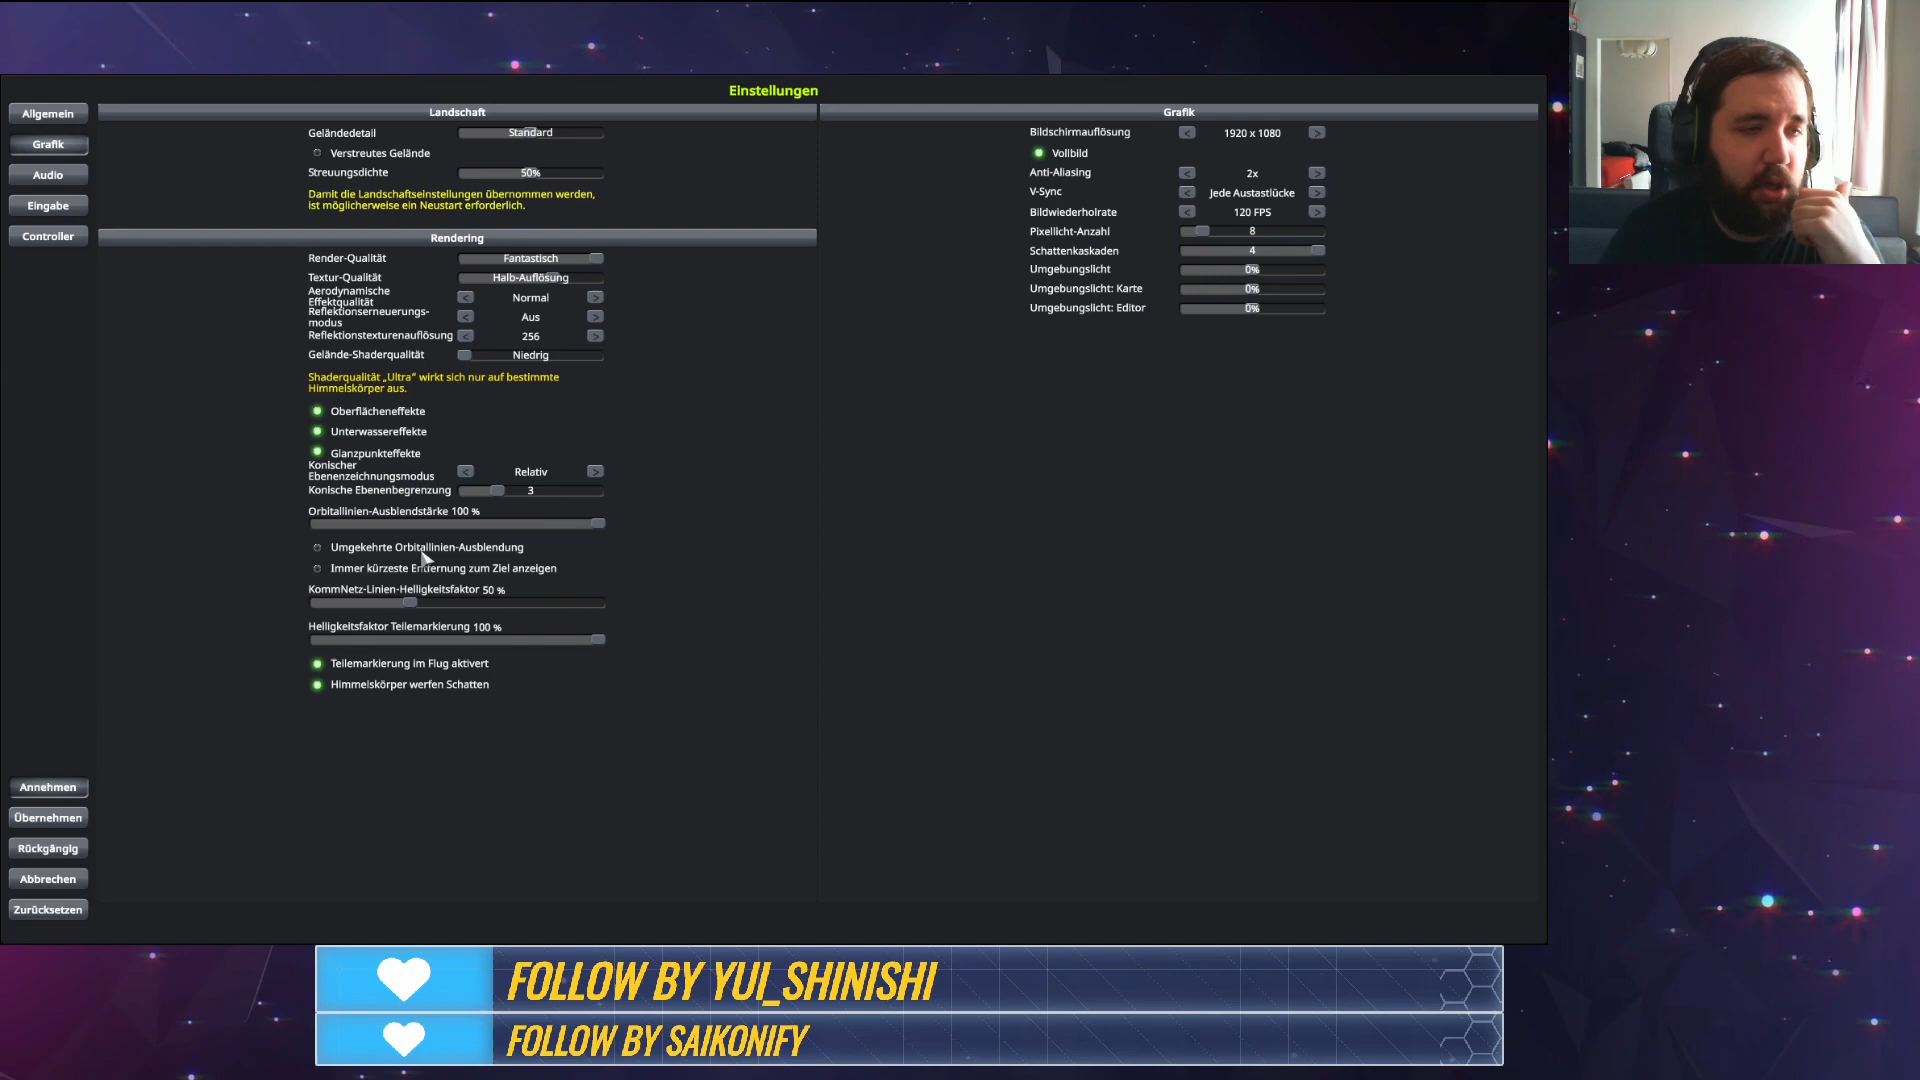 Einstellungen
Allgemein
Grafik
Audio
Eingabe
Controller
Landschaft
Geländedetail Standard
Verstreutes Gelände
Streuungsdichte 50%
Damit die Landschaftseinstellungen übernommen werden,
ist möglicherweise ein Neustart erforderlich.
Rendering
Render-Qualität Fantastisch
Textur-Qualität Halb-Auflösung
Aerodynamische
Effektqualität < Normal >
Reflektionserneuerungs-
modus < Aus >
Reflektionstexturenauflösung < 256 >
Gelände-Shaderqualität Niedrig
Shaderqualität „Ultra“ wirkt sich nur auf bestimmte
Himmelskörper aus.
Oberflächeneffekte
Unterwassereffekte
Glanzpunkteffekte
Konischer
Ebenenzeichnungsmodus < Relativ >
Konische Ebenenbegrenzung 3
Orbitallinien-Ausblendstärke 100 %
Umgekehrte Orbitallinien-Ausblendung
Immer kürzeste Entfernung zum Ziel anzeigen
KommNetz-Linien-Helligkeitsfaktor 50 %
Helligkeitsfaktor Teilemarkierung 100 %
Teilemarkierung im Flug aktivert
Himmelskörper werfen Schatten
Grafik
Bildschirmauflösung < 1920 x 1080 >
Vollbild
Anti-Aliasing < 2x >
V-Sync < Jede Austastlücke >
Bildwiederholrate < 120 FPS >
Pixellicht-Anzahl 8
Schattenkaskaden 4
Umgebungslicht 0%
Umgebungslicht: Karte 0%
Umgebungslicht: Editor 0%
Annehmen
Übernehmen
Rückgängig
Abbrechen
Zurücksetzen
FOLLOW BY YUI_SHINISHI
FOLLOW BY SAIKONIFY